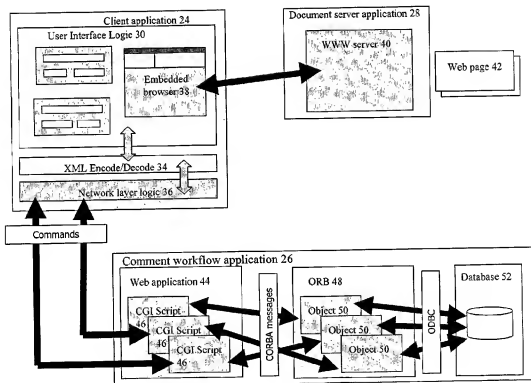 Client application 24
User Interface Logic 30
Embedded
browser 38
XML Encode/Decode 34
Network layer logic 36
Document server application 28
WWW server 40
Web page 42
Commands
Comment workflow application 26
Web application 44
CGI Script
46
CGI Script
46
CGI Script
46
CORBA messages
ORB 48
Object 50
Object 50
Object 50
ODBC
Database 52